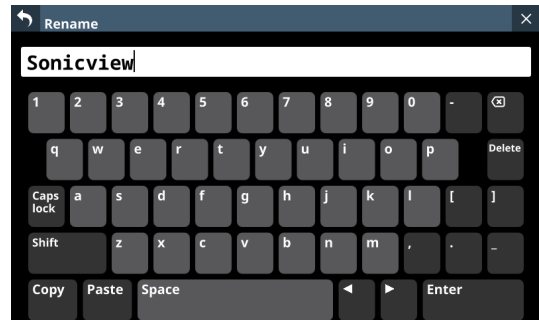 Rename
Sonicview
1 2 3 4 5 6 7 8 9 0 -
q w e r t y u i o p Delete
Caps lock a s d f g h j k l [ ]
Shift z x c v b n m , . _
Copy Paste Space ◀ ▶ Enter